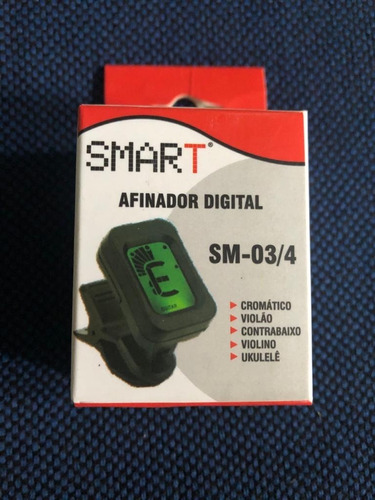 SMART®
AFINADOR DIGITAL
SM-03/4
E
CROMÁTICO
VIOLÃO
CONTRABAIXO
VIOLINO
UKULELÊ